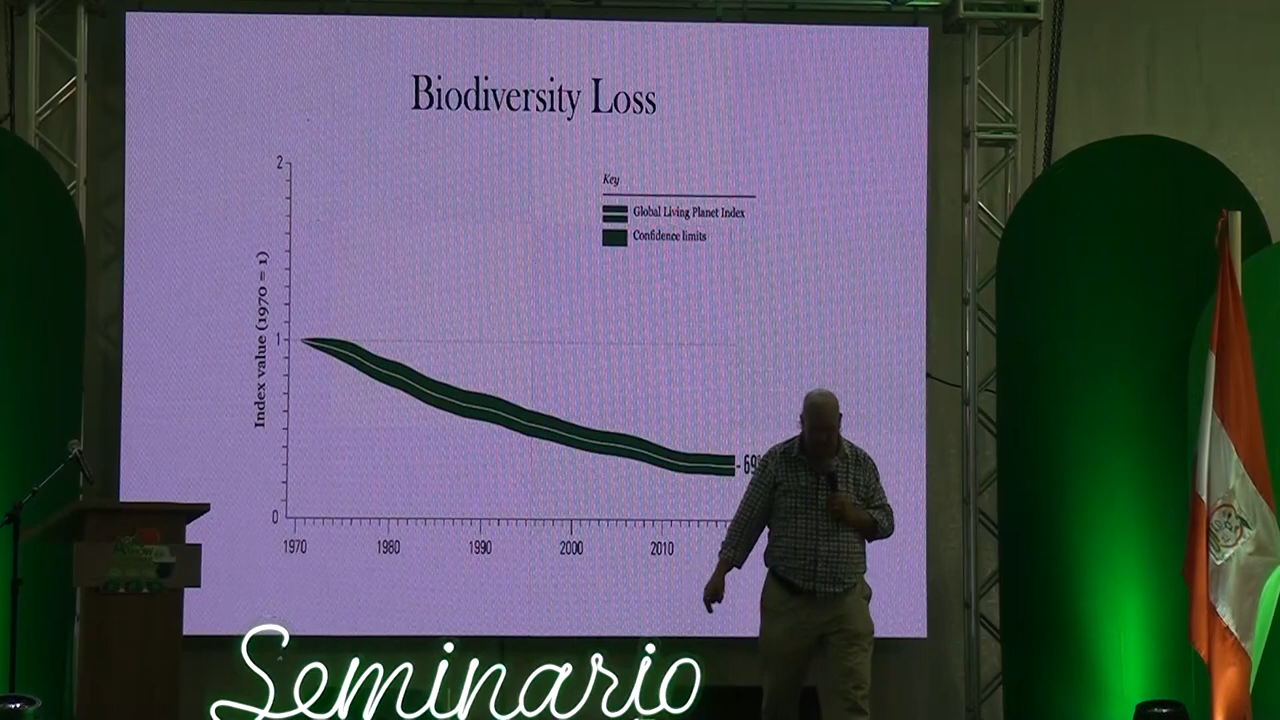 Biodiversity Loss
2
Key
Global Living Planet Index
Confidence limits
Index value (1970 = 1)
1
- 69
0
1970 1980 1990 2000 2010
Seminario